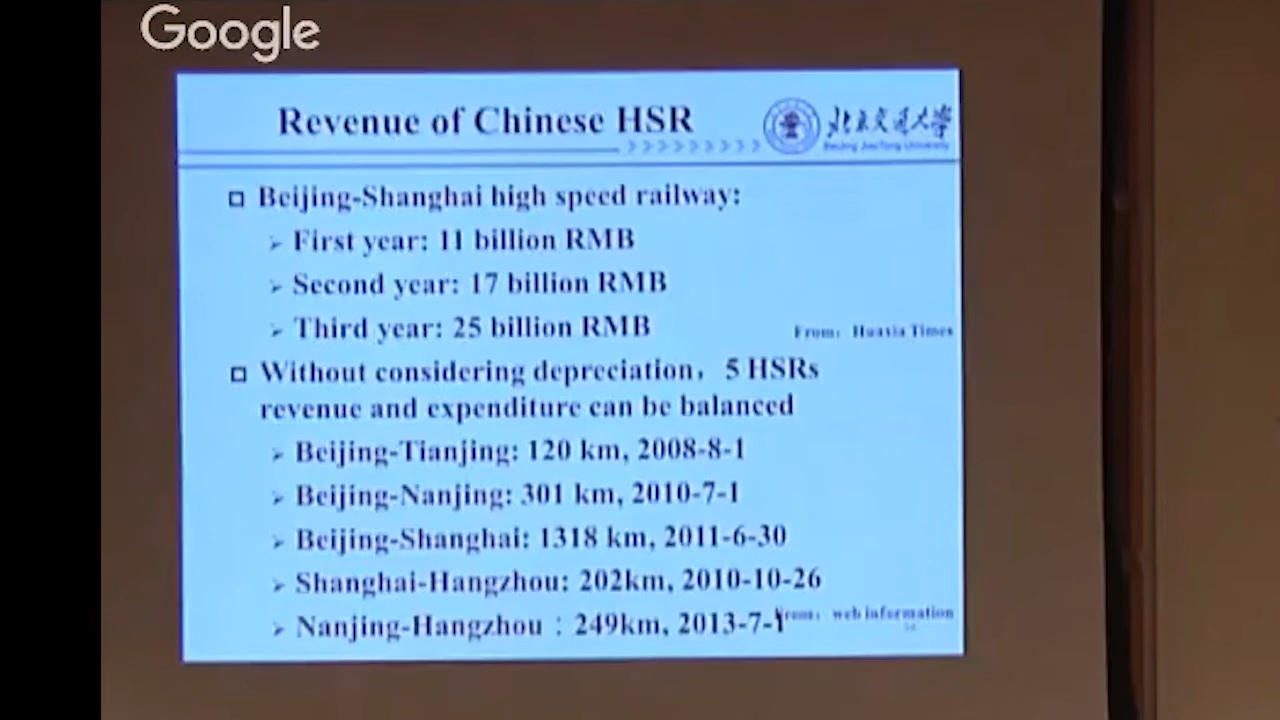 Google
Revenue of Chinese HSR
北京交通大学
Beijing JiaoTong University
Beijing-Shanghai high speed railway:
First year: 11 billion RMB
Second year: 17 billion RMB
Third year: 25 billion RMB
From: Huaxia Times
Without considering depreciation， 5 HSRs
revenue and expenditure can be balanced
Beijing-Tianjing: 120 km, 2008-8-1
Beijing-Nanjing: 301 km, 2010-7-1
Beijing-Shanghai: 1318 km, 2011-6-30
Shanghai-Hangzhou: 202km, 2010-10-26
Nanjing-Hangzhou：249km, 2013-7-1
From: web information